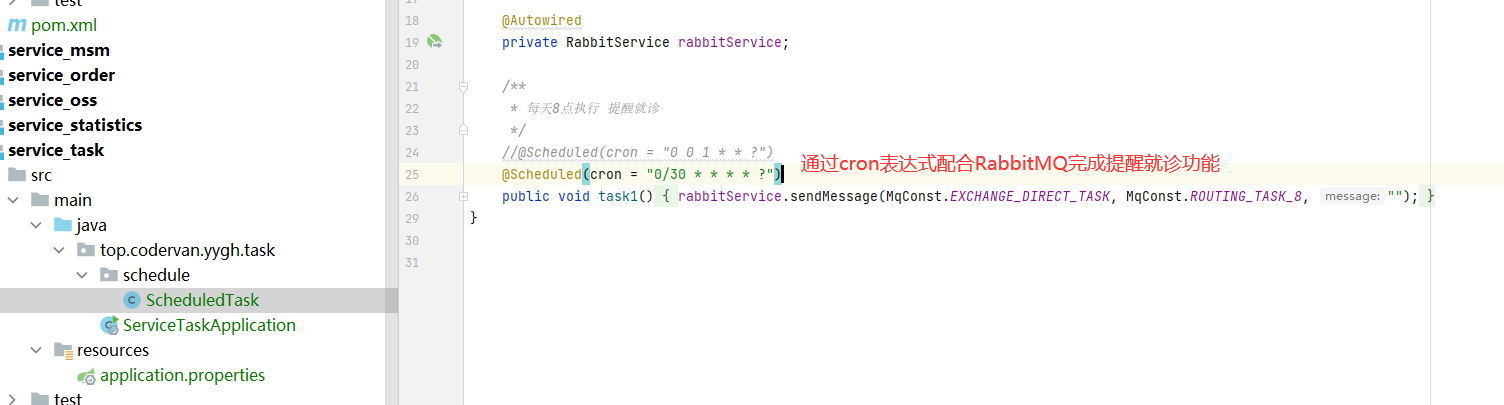 test
pom.xml
service_msm
service_order
service_oss
service_statistics
service_task
src
main
java
top.codervan.yygh.task
schedule
ScheduledTask
ServiceTaskApplication
resources
application.properties
test
17
18 @Autowired
19 private RabbitService rabbitService;
20
21 /**
22 * 每天8点执行 提醒就诊
23 */
24 //@Scheduled(cron = "0 0 1 * * ?")
25 @Scheduled(cron = "0/30 * * * * ?") 通过cron表达式配合RabbitMQ完成提醒就诊功能
26 public void task1() { rabbitService.sendMessage(MqConst.EXCHANGE_DIRECT_TASK, MqConst.ROUTING_TASK_8, message: ""); }
29 }
30
31